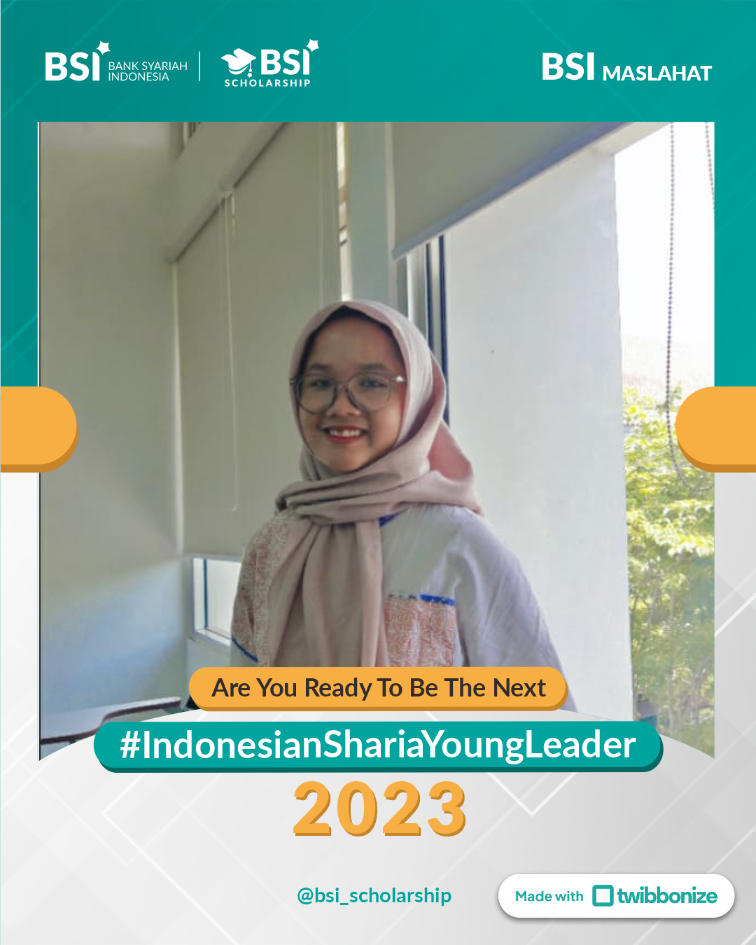 BSI BANK SYARIAH
INDONESIA
BSI
SCHOLARSHIP
BSI MASLAHAT
Are You Ready To Be The Next
#IndonesianShariaYoungLeader
2023
@bsi_scholarship
Made with twibbonize